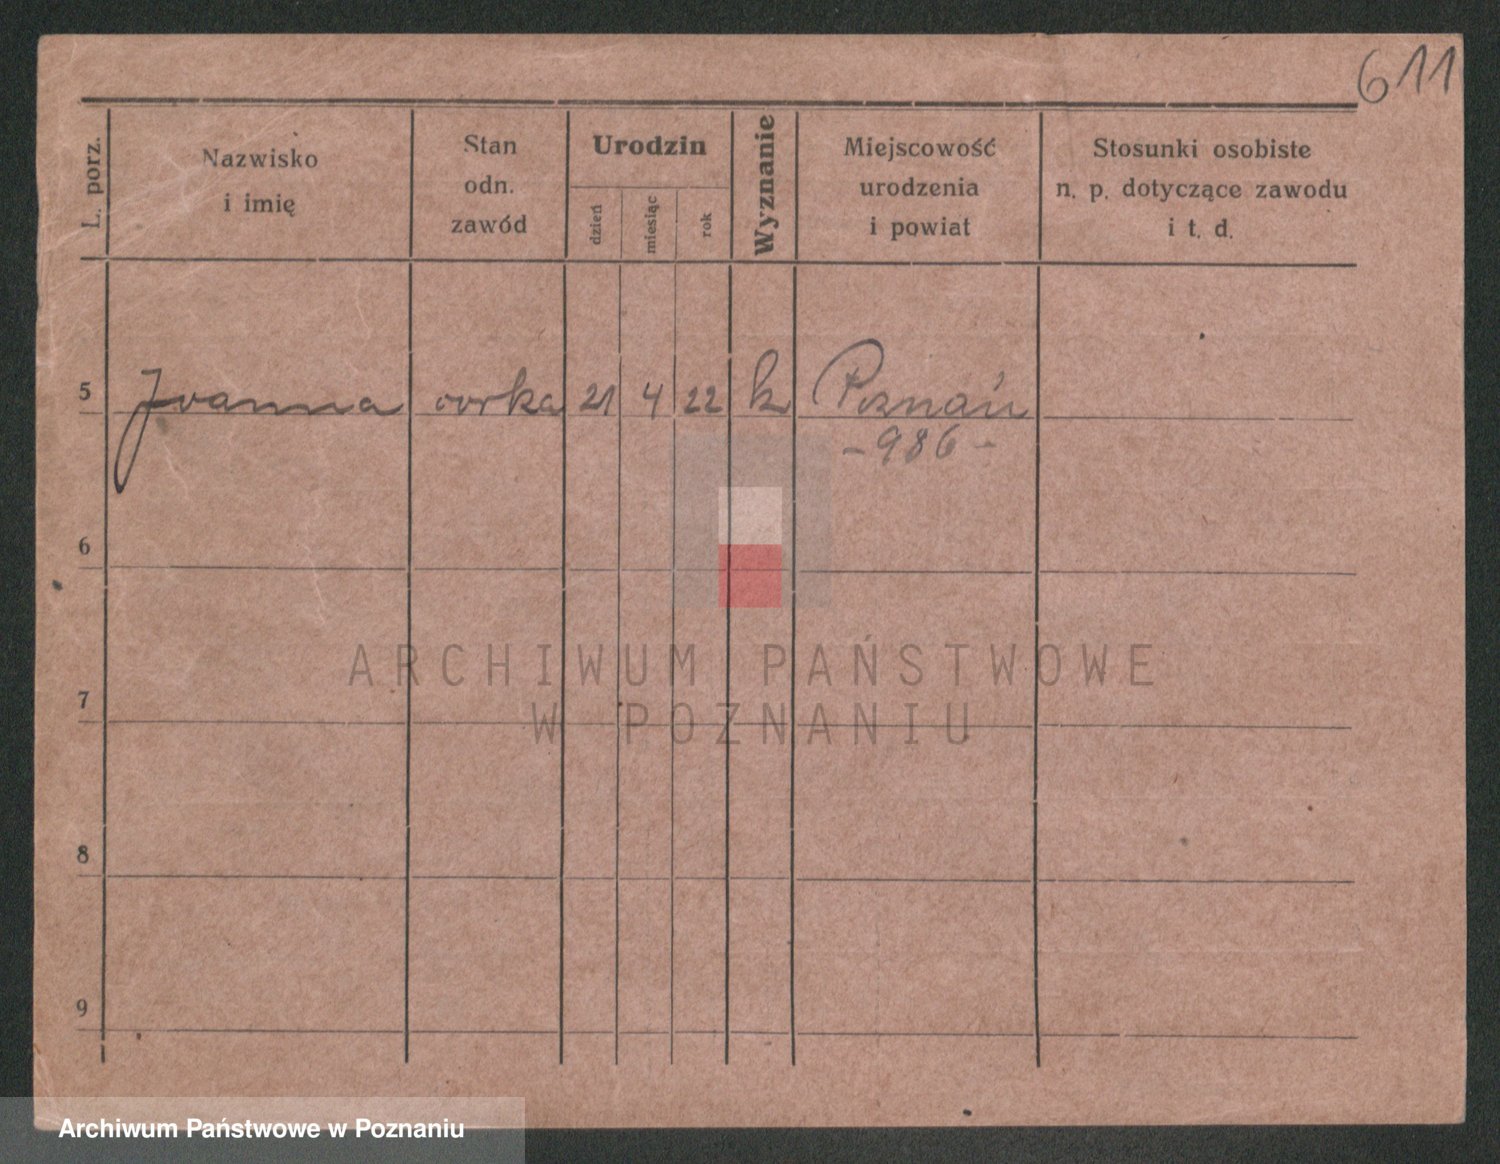 611
L. porz.
Nazwisko
i imię
Stan
odn.
zawód
Urodzin
dzień
miesiąc
rok
Wyznanie
Miejscowość
urodzenia
i powiat
Stosunki osobiste
n. p. dotyczące zawodu
i t. d.
5 Joanna córka 21 4 22 k Poznań
-986-
6
7
8
9
ARCHIWUM PAŃSTWOWE
W POZNANIU
Archiwum Państwowe w Poznaniu